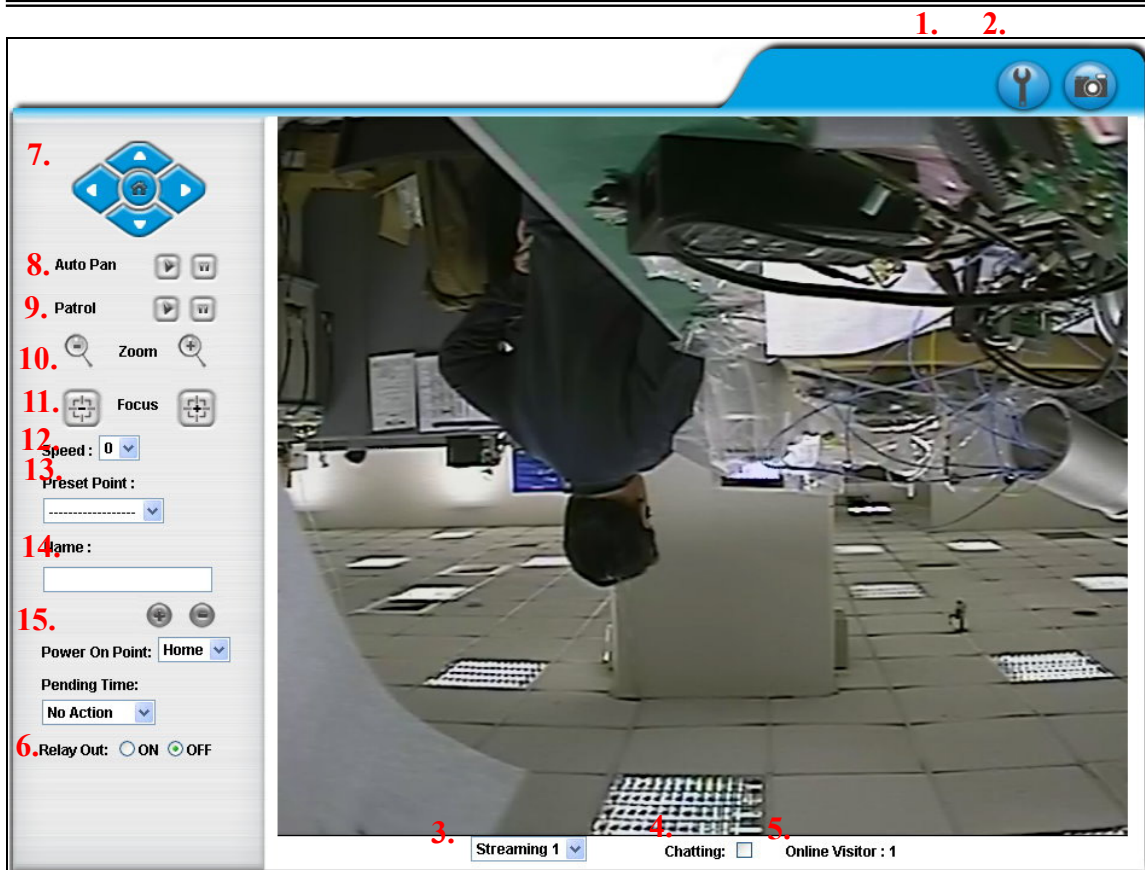 1. 2.
7.
8. Auto Pan
9. Patrol
10. Zoom
11. Focus
12. Speed : 0
13. Preset Point :
------------------
14. Name :
15.
Power On Point: Home
Pending Time:
No Action
6. Relay Out: ON OFF
3. Streaming 1 4. Chatting: 5. Online Visitor : 1